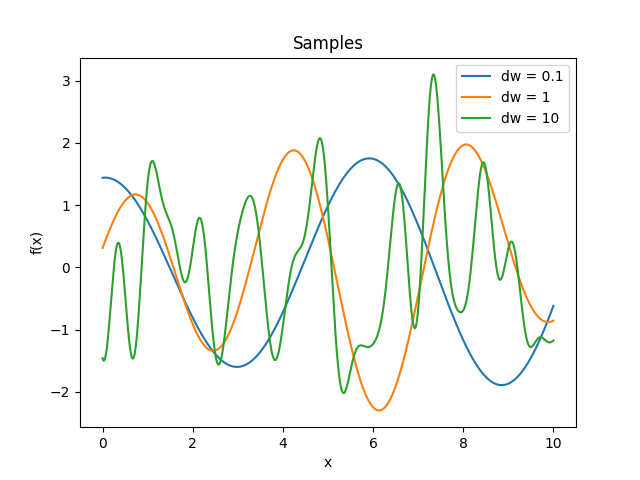 Samples
dw = 0.1
dw = 1
dw = 10
f(x)
3
2
1
0
−1
−2
0
2
4
6
8
10
x